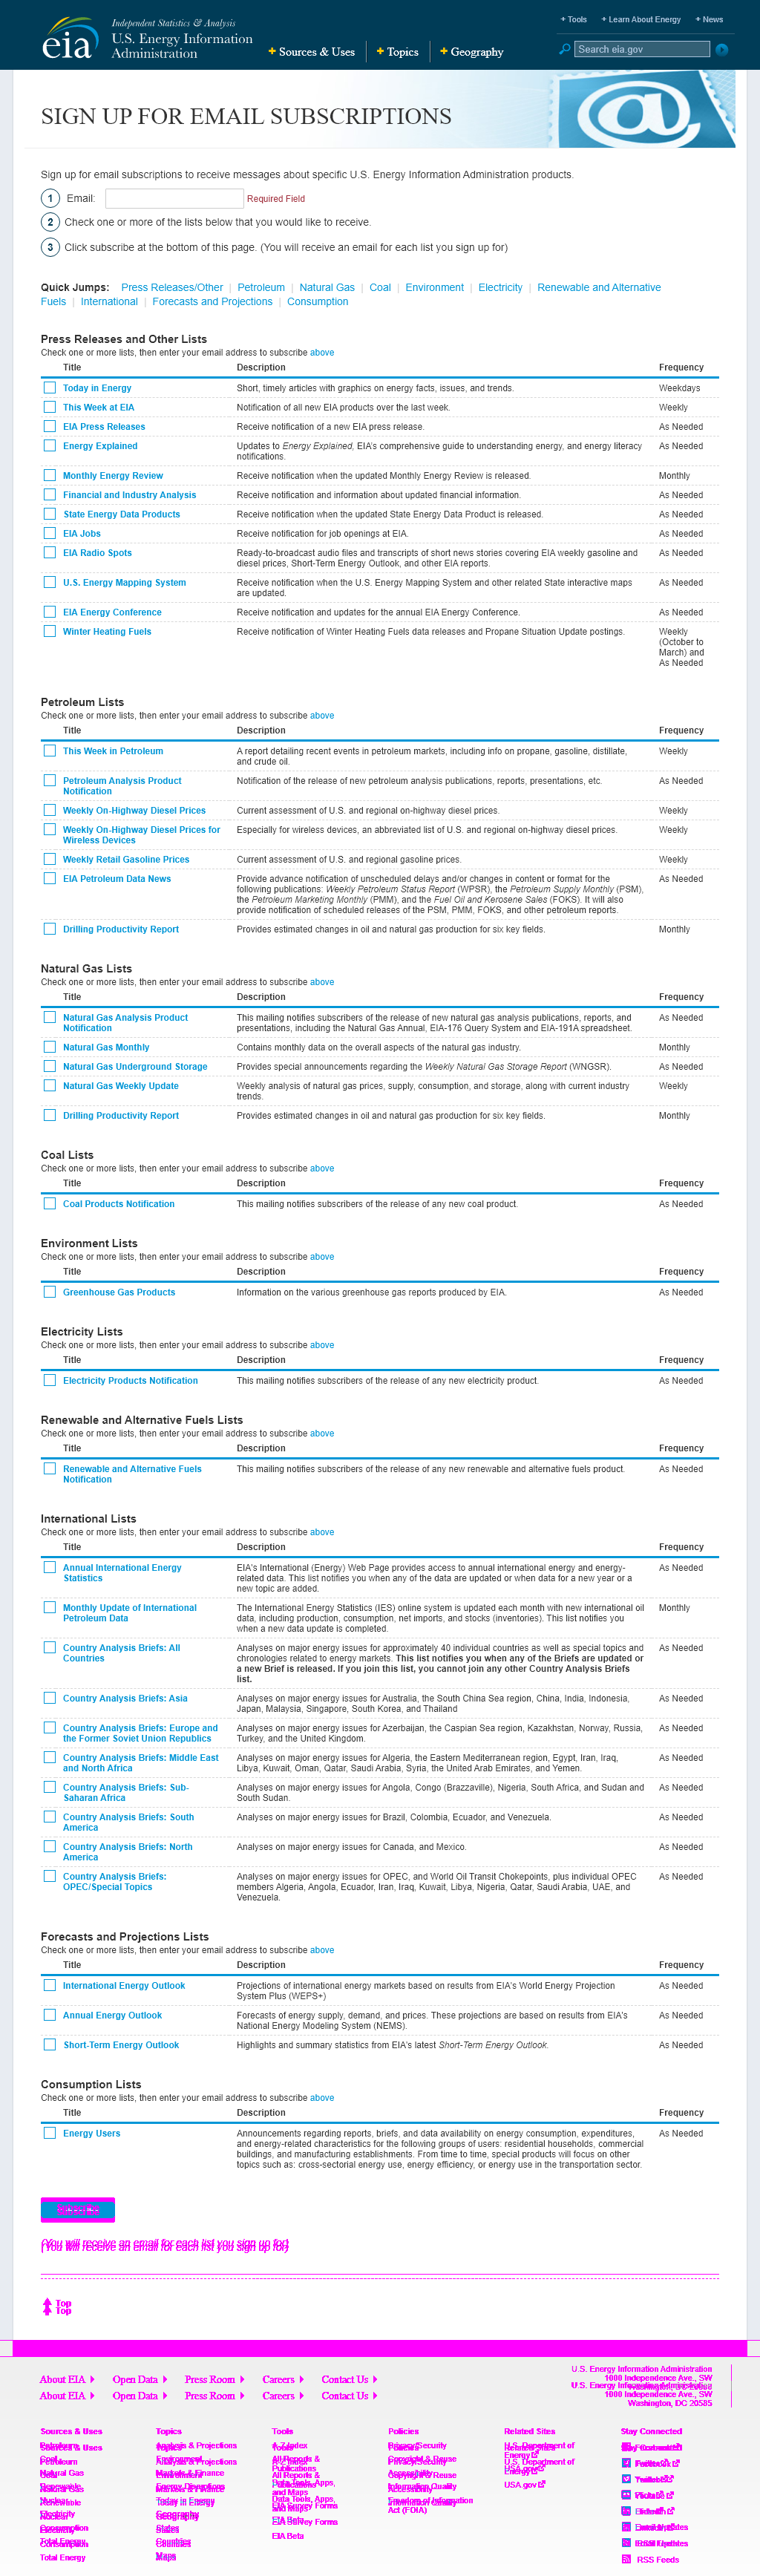 Independent Statistics & Analysis
eia U.S. Energy Information
Administration
+ Tools + Learn About Energy + News
+ Sources & Uses + Topics + Geography
Search eia.gov
SIGN UP FOR EMAIL SUBSCRIPTIONS
Sign up for email subscriptions to receive messages about specific U.S. Energy Information Administration products.
1 Email: Required Field
2 Check one or more of the lists below that you would like to receive.
3 Click subscribe at the bottom of this page. (You will receive an email for each list you sign up for)
Quick Jumps: Press Releases/Other | Petroleum | Natural Gas | Coal | Environment | Electricity | Renewable and Alternative
Fuels | International | Forecasts and Projections | Consumption
Press Releases and Other Lists
Check one or more lists, then enter your email address to subscribe above
Title Description Frequency
Today in Energy Short, timely articles with graphics on energy facts, issues, and trends. Weekdays
This Week at EIA Notification of all new EIA products over the last week. Weekly
EIA Press Releases Receive notification of a new EIA press release. As Needed
Energy Explained Updates to Energy Explained, EIA's comprehensive guide to understanding energy, and energy literacy As Needed
notifications.
Monthly Energy Review Receive notification when the updated Monthly Energy Review is released. Monthly
Financial and Industry Analysis Receive notification and information about updated financial information. As Needed
State Energy Data Products Receive notification when the updated State Energy Data Product is released. As Needed
EIA Jobs Receive notification for job openings at EIA. As Needed
EIA Radio Spots Ready-to-broadcast audio files and transcripts of short news stories covering EIA weekly gasoline and As Needed
diesel prices, Short-Term Energy Outlook, and other EIA reports.
U.S. Energy Mapping System Receive notification when the U.S. Energy Mapping System and other related State interactive maps As Needed
are updated.
EIA Energy Conference Receive notification and updates for the annual EIA Energy Conference. As Needed
Winter Heating Fuels Receive notification of Winter Heating Fuels data releases and Propane Situation Update postings. Weekly
(October to
March) and
As Needed
Petroleum Lists
Check one or more lists, then enter your email address to subscribe above
Title Description Frequency
This Week in Petroleum A report detailing recent events in petroleum markets, including info on propane, gasoline, distillate, Weekly
and crude oil.
Petroleum Analysis Product Notification of the release of new petroleum analysis publications, reports, presentations, etc. As Needed
Notification
Weekly On-Highway Diesel Prices Current assessment of U.S. and regional on-highway diesel prices. Weekly
Weekly On-Highway Diesel Prices for Especially for wireless devices, an abbreviated list of U.S. and regional on-highway diesel prices. Weekly
Wireless Devices
Weekly Retail Gasoline Prices Current assessment of U.S. and regional gasoline prices. Weekly
EIA Petroleum Data News Provide advance notification of unscheduled delays and/or changes in content or format for the As Needed
following publications: Weekly Petroleum Status Report (WPSR), the Petroleum Supply Monthly (PSM),
the Petroleum Marketing Monthly (PMM), and the Fuel Oil and Kerosene Sales (FOKS). It will also
provide notification of scheduled releases of the PSM, PMM, FOKS, and other petroleum reports.
Drilling Productivity Report Provides estimated changes in oil and natural gas production for six key fields. Monthly
Natural Gas Lists
Check one or more lists, then enter your email address to subscribe above
Title Description Frequency
Natural Gas Analysis Product This mailing notifies subscribers of the release of new natural gas analysis publications, reports, and As Needed
Notification presentations, including the Natural Gas Annual, EIA-176 Query System and EIA-191A spreadsheet.
Natural Gas Monthly Contains monthly data on the overall aspects of the natural gas industry. Monthly
Natural Gas Underground Storage Provides special announcements regarding the Weekly Natural Gas Storage Report (WNGSR). As Needed
Natural Gas Weekly Update Weekly analysis of natural gas prices, supply, consumption, and storage, along with current industry Weekly
trends.
Drilling Productivity Report Provides estimated changes in oil and natural gas production for six key fields. Monthly
Coal Lists
Check one or more lists, then enter your email address to subscribe above
Title Description Frequency
Coal Products Notification This mailing notifies subscribers of the release of any new coal product. As Needed
Environment Lists
Check one or more lists, then enter your email address to subscribe above
Title Description Frequency
Greenhouse Gas Products Information on the various greenhouse gas reports produced by EIA. As Needed
Electricity Lists
Check one or more lists, then enter your email address to subscribe above
Title Description Frequency
Electricity Products Notification This mailing notifies subscribers of the release of any new electricity product. As Needed
Renewable and Alternative Fuels Lists
Check one or more lists, then enter your email address to subscribe above
Title Description Frequency
Renewable and Alternative Fuels This mailing notifies subscribers of the release of any new renewable and alternative fuels product. As Needed
Notification
International Lists
Check one or more lists, then enter your email address to subscribe above
Title Description Frequency
Annual International Energy EIA's International (Energy) Web Page provides access to annual international energy and energy- As Needed
Statistics related data. This list notifies you when any of the data are updated or when data for a new year or a
new topic are added.
Monthly Update of International The International Energy Statistics (IES) online system is updated each month with new international oil Monthly
Petroleum Data data, including production, consumption, net imports, and stocks (inventories). This list notifies you
when a new data update is completed.
Country Analysis Briefs: All Analyses on major energy issues for approximately 40 individual countries as well as special topics and As Needed
Countries chronologies related to energy markets. This list notifies you when any of the Briefs are updated or
a new Brief is released. If you join this list, you cannot join any other Country Analysis Briefs
list.
Country Analysis Briefs: Asia Analyses on major energy issues for Australia, the South China Sea region, China, India, Indonesia, As Needed
Japan, Malaysia, Singapore, South Korea, and Thailand
Country Analysis Briefs: Europe and Analyses on major energy issues for Azerbaijan, the Caspian Sea region, Kazakhstan, Norway, Russia, As Needed
the Former Soviet Union Republics Turkey, and the United Kingdom.
Country Analysis Briefs: Middle East Analyses on major energy issues for Algeria, the Eastern Mediterranean region, Egypt, Iran, Iraq, As Needed
and North Africa Libya, Kuwait, Oman, Qatar, Saudi Arabia, Syria, the United Arab Emirates, and Yemen.
Country Analysis Briefs: Sub- Analyses on major energy issues for Angola, Congo (Brazzaville), Nigeria, South Africa, and Sudan and As Needed
Saharan Africa South Sudan.
Country Analysis Briefs: South Analyses on major energy issues for Brazil, Colombia, Ecuador, and Venezuela. As Needed
America
Country Analysis Briefs: North Analyses on major energy issues for Canada, and Mexico. As Needed
America
Country Analysis Briefs: Analyses on major energy issues for OPEC, and World Oil Transit Chokepoints, plus individual OPEC As Needed
OPEC/Special Topics members Algeria, Angola, Ecuador, Iran, Iraq, Kuwait, Libya, Nigeria, Qatar, Saudi Arabia, UAE, and
Venezuela.
Forecasts and Projections Lists
Check one or more lists, then enter your email address to subscribe above
Title Description Frequency
International Energy Outlook Projections of international energy markets based on results from EIA's World Energy Projection As Needed
System Plus (WEPS+)
Annual Energy Outlook Forecasts of energy supply, demand, and prices. These projections are based on results from EIA's As Needed
National Energy Modeling System (NEMS).
Short-Term Energy Outlook Highlights and summary statistics from EIA's latest Short-Term Energy Outlook. As Needed
Consumption Lists
Check one or more lists, then enter your email address to subscribe above
Title Description Frequency
Energy Users Announcements regarding reports, briefs, and data availability on energy consumption, expenditures, As Needed
and energy-related characteristics for the following groups of users: residential households, commercial
buildings, and manufacturing establishments. From time to time, special products will focus on other
topics such as: cross-sectorial energy use, energy efficiency, or energy use in the transportation sector.
(You will receive an email for each list you sign up for)
(You will receive an email for each list you sign up for)
Top
Top
About EIA Open Data Press Room Careers Contact Us
About EIA Open Data Press Room Careers Contact Us
U.S. Energy Information Administration
1000 Independence Ave., SW
U.S. Energy Information Administration
1000 Independence Ave., SW
Washington, DC 20585
Sources & Uses Topics Tools Policies Related Sites Stay Connected
Sources & Uses
Petroleum
Natural Gas
Electricity
Consumption
Total Energy
Total Energy
Analysis & Projections
Analysis & Projections
Markets & Finance
Today in Energy
Geography
States
Countries
Maps
A-Z Index
All Reports &
Publications
All Reports &
Data Tools, Apps,
and Maps
Data Tools, Apps,
EIA Survey Forms
EIA Survey Forms
EIA Beta
EIA Beta
Privacy/Security
Copyright & Reuse
Accessibility
Information Quality
Freedom of Information
Act (FOIA)
U.S. Department of
Energy
U.S. Department of
Energy
USA.gov
RSS Feeds